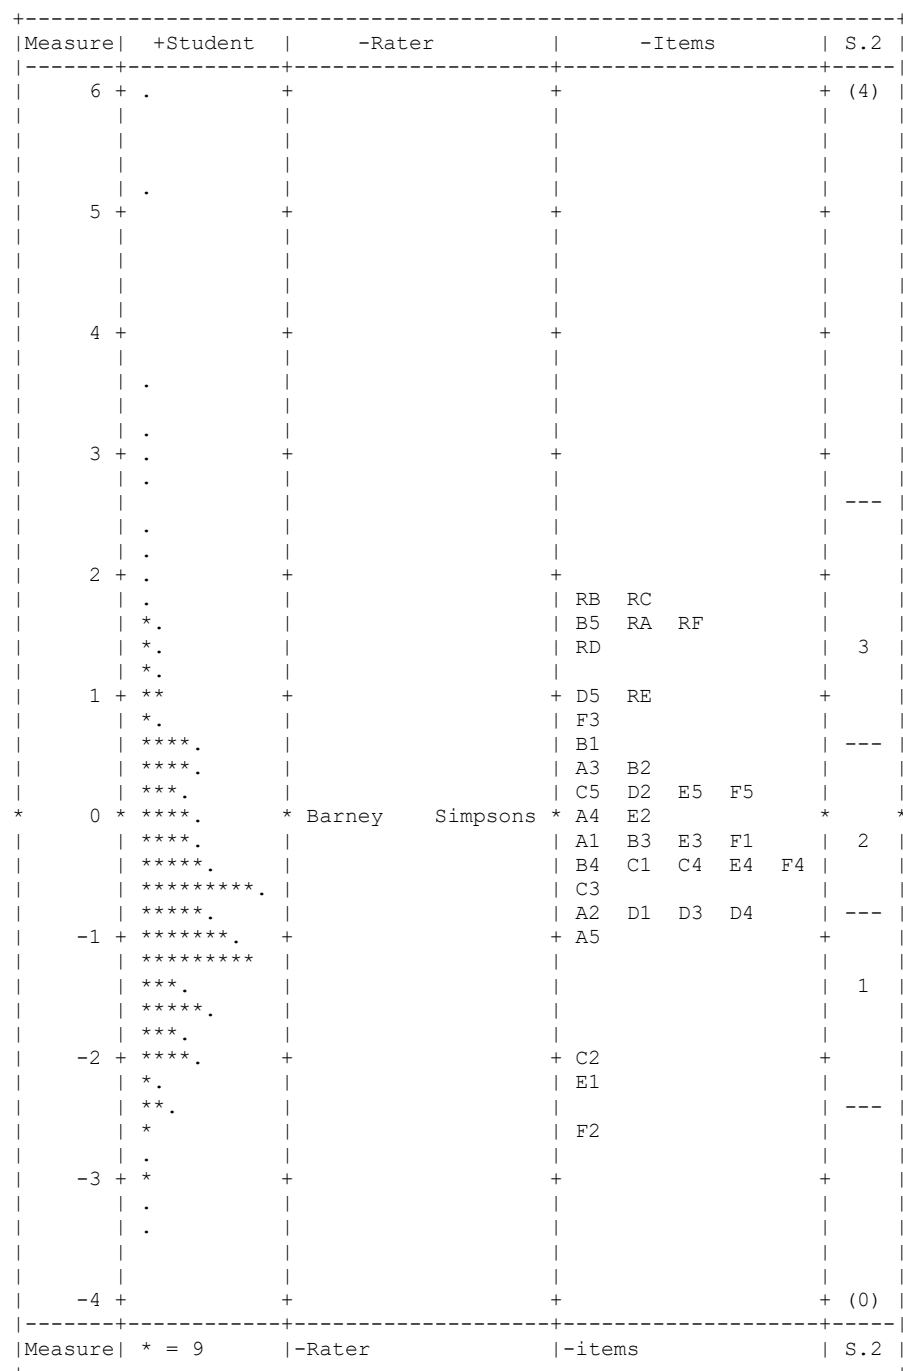 +-------------------------------------------------------------------+
|Measure| +Student | -Rater | -Items | S.2 |
|-------+------------+--------------------+--------------------+-----|
| 6 + . + + + (4) |
| | | | | |
| | | | | |
| | | | | |
| | . | | | |
| 5 + + + + |
| | | | | |
| | | | | |
| | | | | |
| | | | | |
| 4 + + + + |
| | | | | |
| | . | | | |
| | | | | |
| | . | | | |
| 3 + . + + + |
| | . | | | |
| | | | | --- |
| | . | | | |
| | . | | | |
| 2 + . + + + |
| | . | | RB RC | |
| | *. | | B5 RA RF | |
| | *. | | RD | 3 |
| | *. | | | |
| 1 + ** + + D5 RE + |
| | *. | | F3 | |
| | ****. | | B1 | --- |
| | ****. | | A3 B2 | |
| | ***. | | C5 D2 E5 F5 | |
* 0 * ****. * Barney Simpsons * A4 E2 * *
| | ****. | | A1 B3 E3 F1 | 2 |
| | *****. | | B4 C1 C4 E4 F4 | |
| | *********. | | C3 | |
| | *****. | | A2 D1 D3 D4 | --- |
| -1 + *******. + + A5 + |
| | ********* | | | |
| | ***. | | | 1 |
| | *****. | | | |
| | ***. | | | |
| -2 + ****. + + C2 + |
| | *. | | E1 | |
| | **. | | | --- |
| | * | | F2 | |
| | . | | | |
| -3 + * + + + |
| | . | | | |
| | . | | | |
| | | | | |
| | | | | |
| -4 + + + + (0) |
|-------+------------+--------------------+--------------------+-----|
|Measure| * = 9 |-Rater |-items | S.2 |